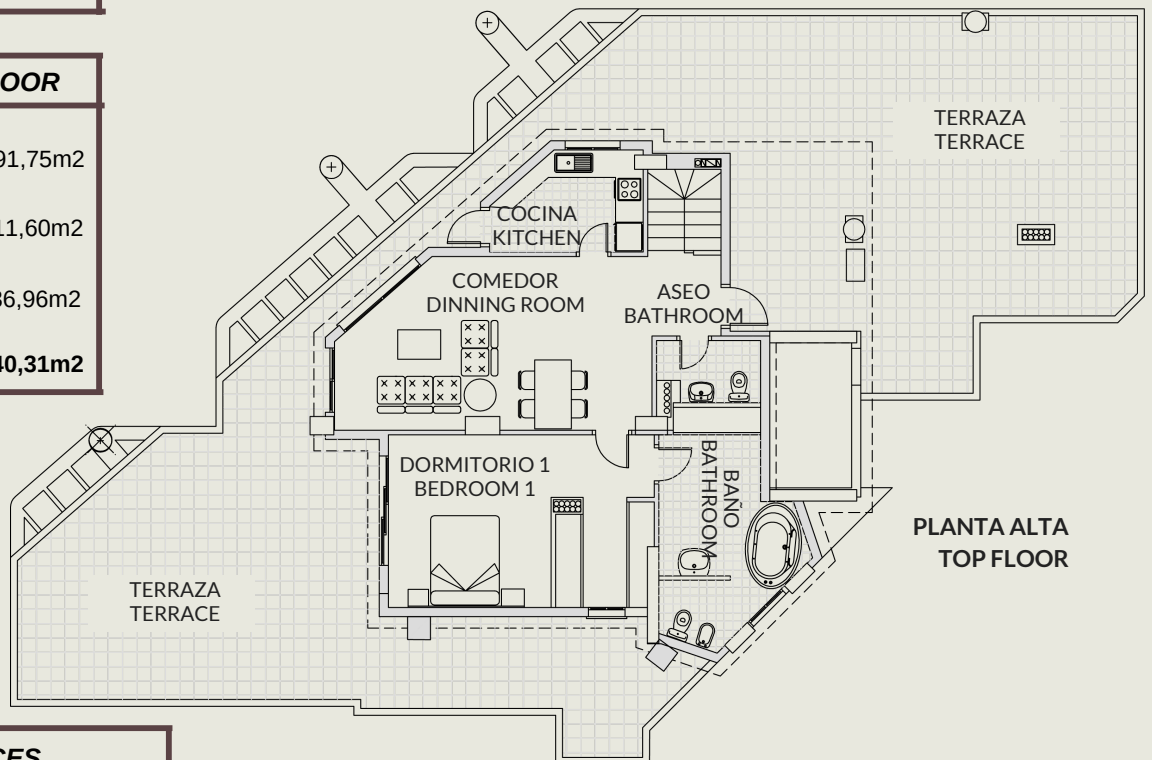 OOR
91,75m2
11,60m2
36,96m2
40,31m2
TERRAZA
TERRACE
COCINA
KITCHEN
COMEDOR
DINNING ROOM
ASEO
BATHROOM
DORMITORIO 1
BEDROOM 1
BAÑO
BATHROOM
PLANTA ALTA
TOP FLOOR
TERRAZA
TERRACE
CES